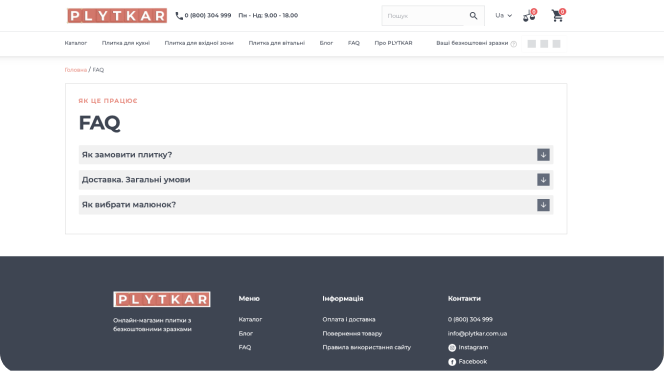 PLYTKAR
0 (800) 304 999
Пн - Нд: 9.00 - 18.00
Пошук
Ua
0
0
Каталог
Плитка для кухні
Плитка для вхідної зони
Плитка для вітальні
Блог
FAQ
Про PLYTKAR
Ваші безкоштовні зразки
Головна / FAQ
ЯК ЦЕ ПРАЦЮЄ
FAQ
Як замовити плитку?
Доставка. Загальні умови
Як вибрати малюнок?
PLYTKAR
Онлайн-магазин плитки з
безкоштовними зразками
Меню
Каталог
Блог
FAQ
Інформація
Оплата і доставка
Повернення товару
Правила використання сайту
Контакти
0 (800) 304 999
info@plytkar.com.ua
Instagram
Facebook